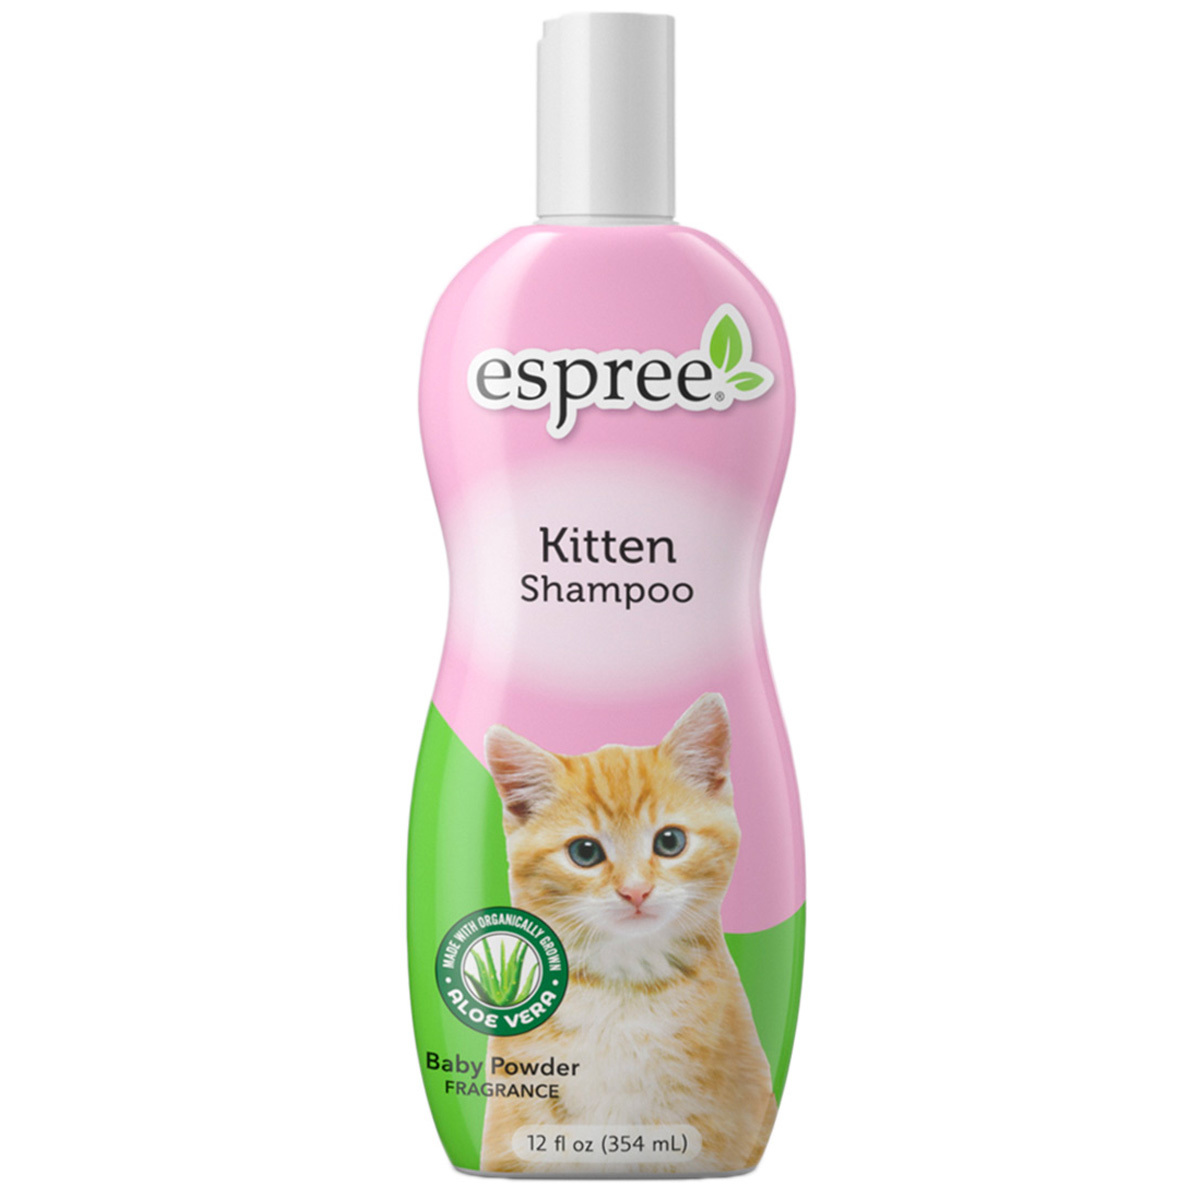 espree®
Kitten
Shampoo
MADE WITH ORGANICALLY GROWN
• ALOE VERA •
Baby Powder
FRAGRANCE
12 fl oz (354 mL)